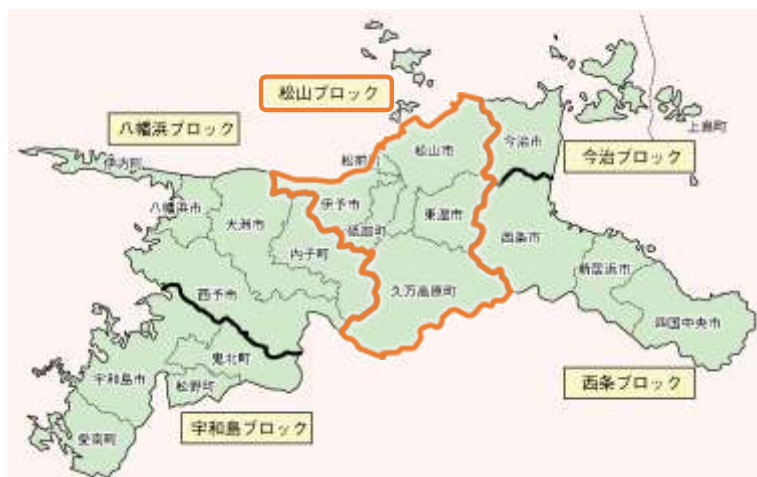 松山ブロック
八幡浜ブロック
松前
松山市
今治市
上島町
今治ブロック
伊方町
八幡浜市
大洲市
伊予市
砥部町
東温市
内子町
西条市
新居浜市
西予市
久万高原町
四国中央市
鬼北町
宇和島市
松野町
西条ブロック
宇和島ブロック
愛南町